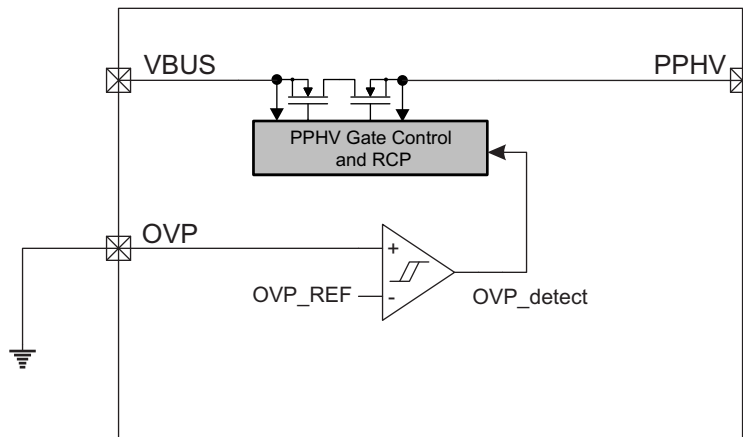 VBUS
PPHV
PPHV Gate Control
and RCP
OVP
+
OVP_REF
-
OVP_detect